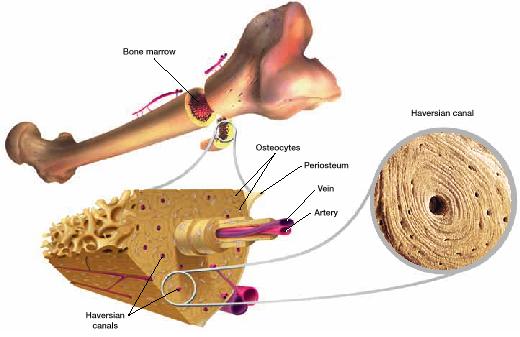 Bone marrow
Haversian canal
Osteocytes
Periosteum
Vein
Artery
Haversian
canals